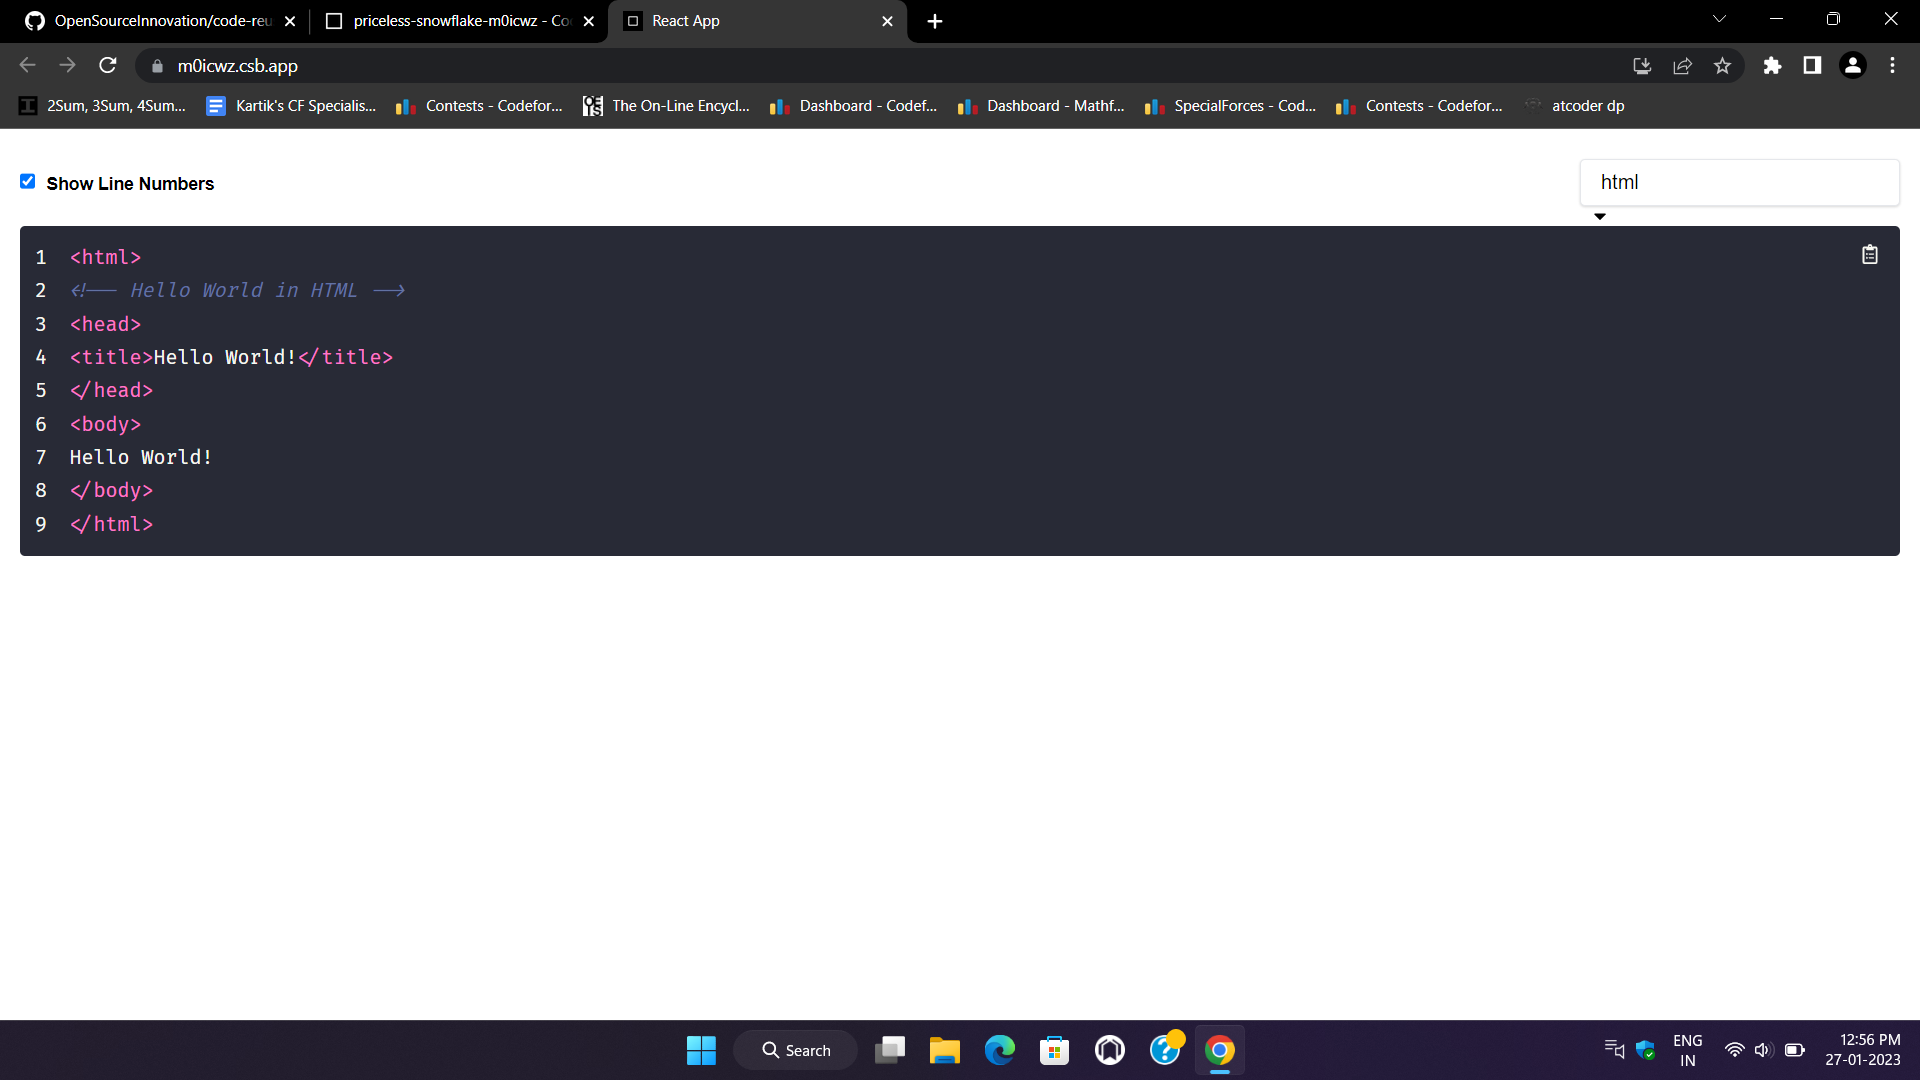 OpenSourceInnovation/code-reu
priceless-snowflake-m0icwz - Co
React App
m0icwz.csb.app
2Sum, 3Sum, 4Sum...
Kartik's CF Specialis...
Contests - Codefor...
The On-Line Encycl...
Dashboard - Codef...
Dashboard - Mathf...
SpecialForces - Cod...
Contests - Codefor...
atcoder dp
Show Line Numbers
html
1 <html>
2 <!-- Hello World in HTML -->
3 <head>
4 <title>Hello World!</title>
5 </head>
6 <body>
7 Hello World!
8 </body>
9 </html>
Search
ENG
IN
12:56 PM
27-01-2023